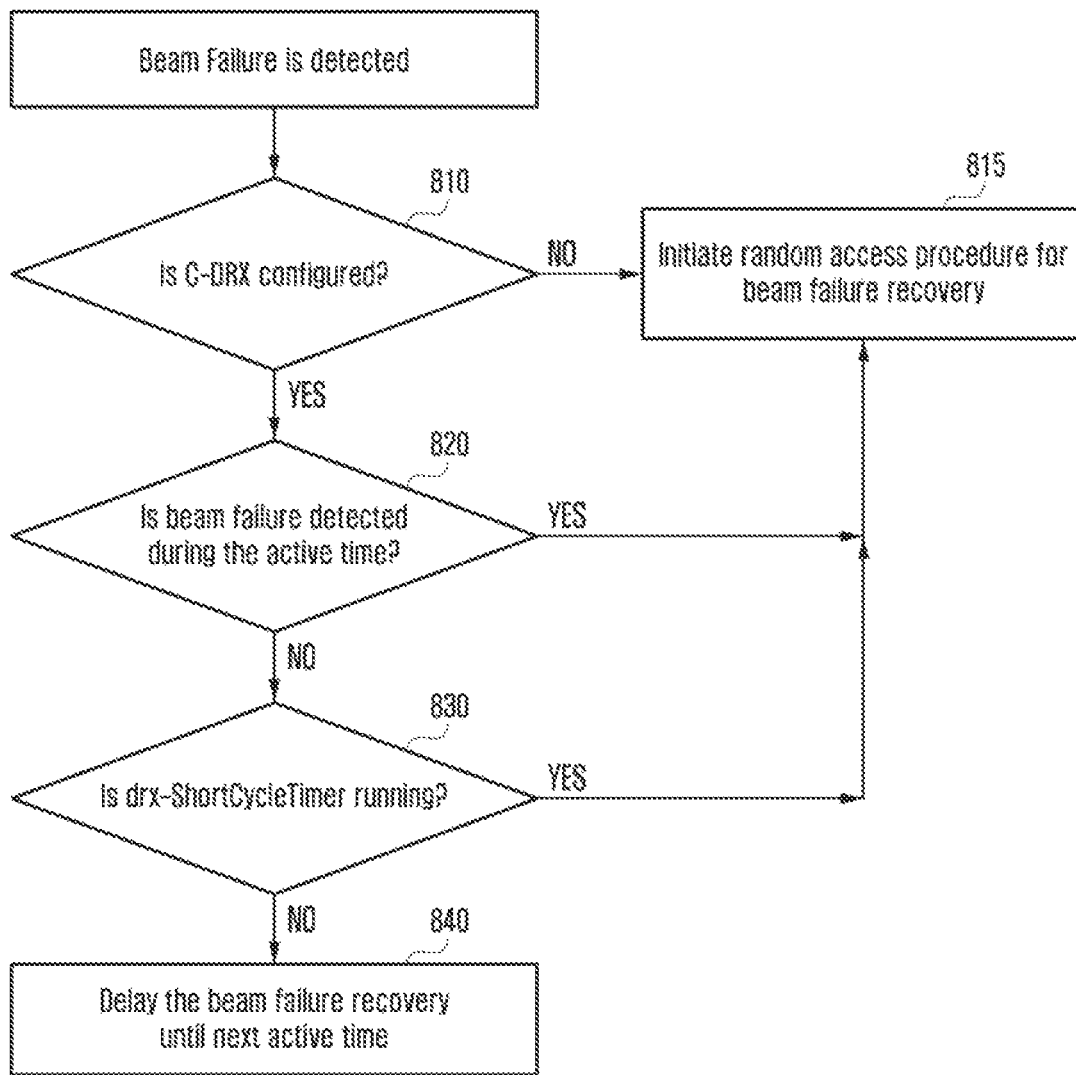 Beam Failure is detected
810
Is C-DRX configured?
NO
815
Initiate random access procedure for
beam failure recovery
YES
820
Is beam failure detected
during the active time?
YES
NO
830
Is drx-ShortCycleTimer running?
YES
NO
840
Delay the beam failure recovery
until next active time